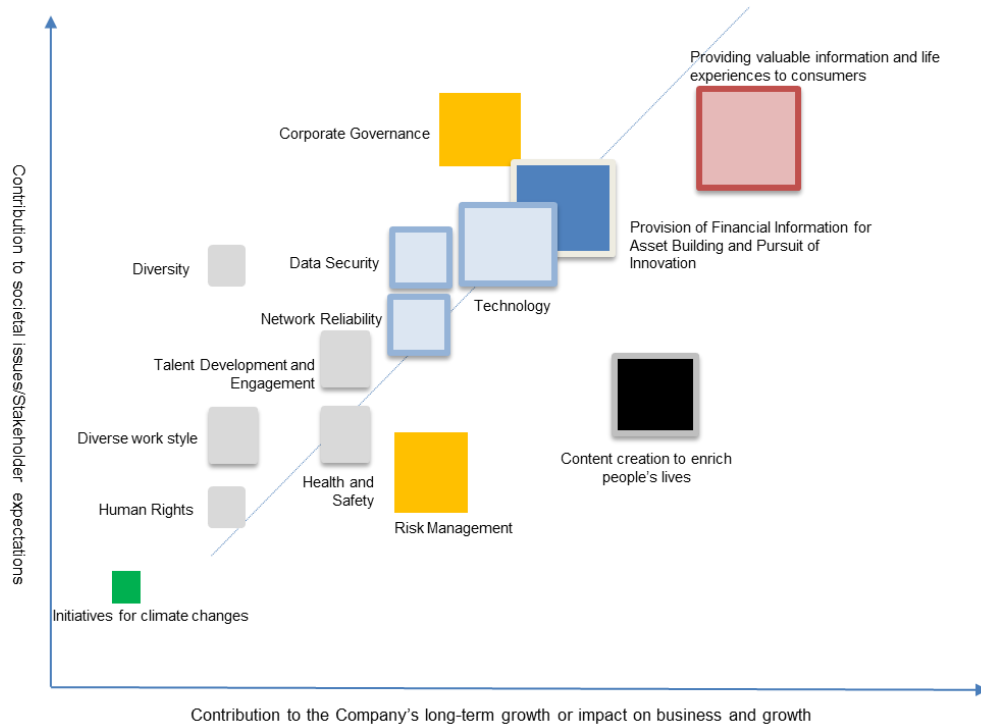 Providing valuable information and life
experiences to consumers
Corporate Governance
Provision of Financial Information for
Asset Building and Pursuit of
Innovation
Diversity
Data Security
Technology
Network Reliability
Talent Development and
Engagement
Diverse work style
Content creation to enrich
people's lives
Health and
Safety
Human Rights
Risk Management
Initiatives for climate changes
Contribution to societal issues/Stakeholder expectations
Contribution to the Company's long-term growth or impact on business and growth